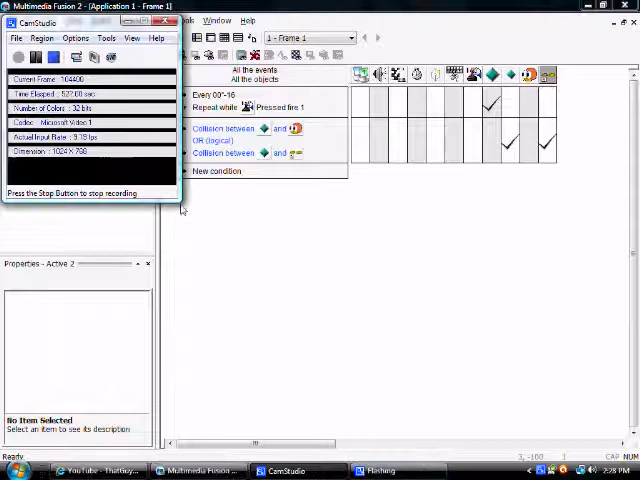 Multimedia Fusion 2 - [Application 1 - Frame 1]
CamStudio
Tools Window Help
File Region Options Tools View Help
1 - Frame 1
Current Frame : 104400
Time Elasped : 522.00 sec
Number of Colors : 32 bits
Codec : Microsoft Video 1
Actual Input Rate : 9.19 fps
Dimension : 1024 X 768
Press the Stop Button to stop recording
All the events
All the objects
Every 00"-16
Repeat while Pressed fire 1
Collision between and
OR (logical)
Collision between and
New condition
Properties - Active 2
No Item Selected
Select an item to see its description
Ready.
3, -100 1 CAP NUM
YouTube - ThatGuy... Multimedia Fusion ... CamStudio Flashing 2:28 PM